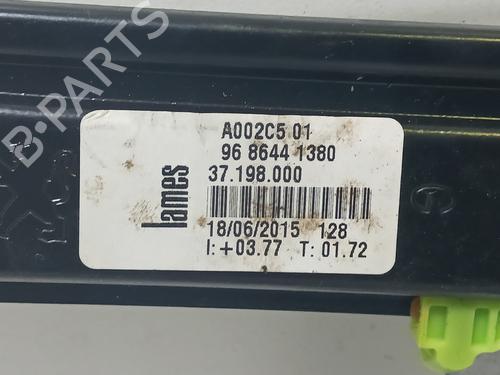 B-PARTS
lames
A002C5 01
96 8644 1380
37.198.000
18/06/2015 128
I:+03.77 T: 01.72